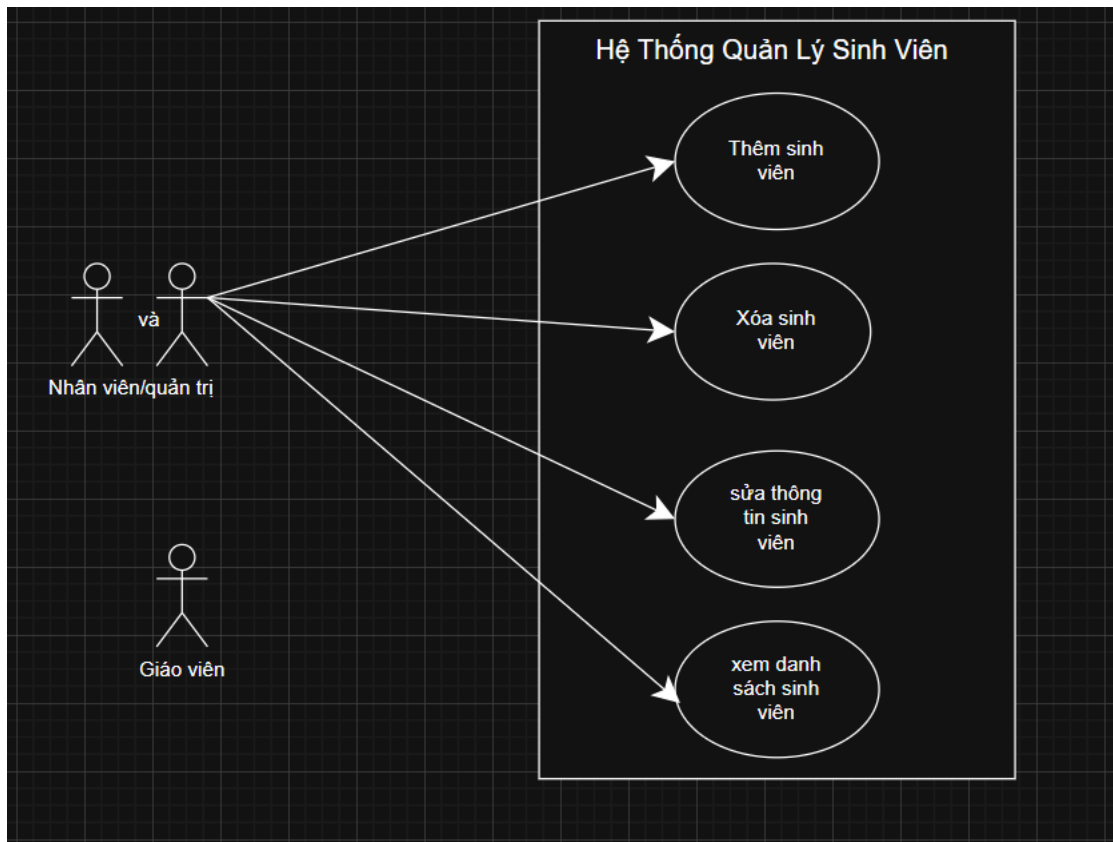 Hệ Thống Quản Lý Sinh Viên
Thêm sinh
viên
Xóa sinh
viên
và
Nhân viên/quản trị
sửa thông
tin sinh
viên
Giáo viên
xem danh
sách sinh
viên